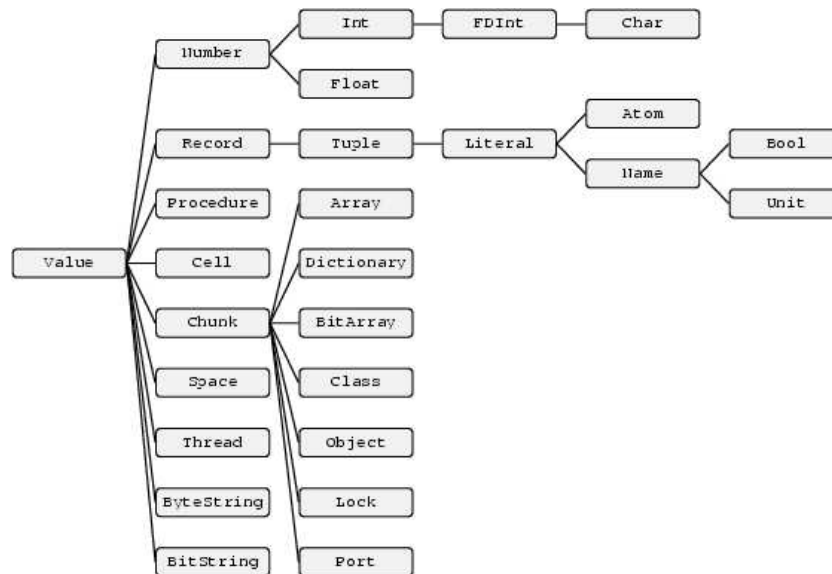 Int
FDInt
Char
Number
Float
Atom
Record
Tuple
Literal
Bool
Name
Procedure
Array
Unit
Value
Cell
Dictionary
Chunk
BitArray
Space
Class
Thread
Object
ByteString
Lock
BitString
Port